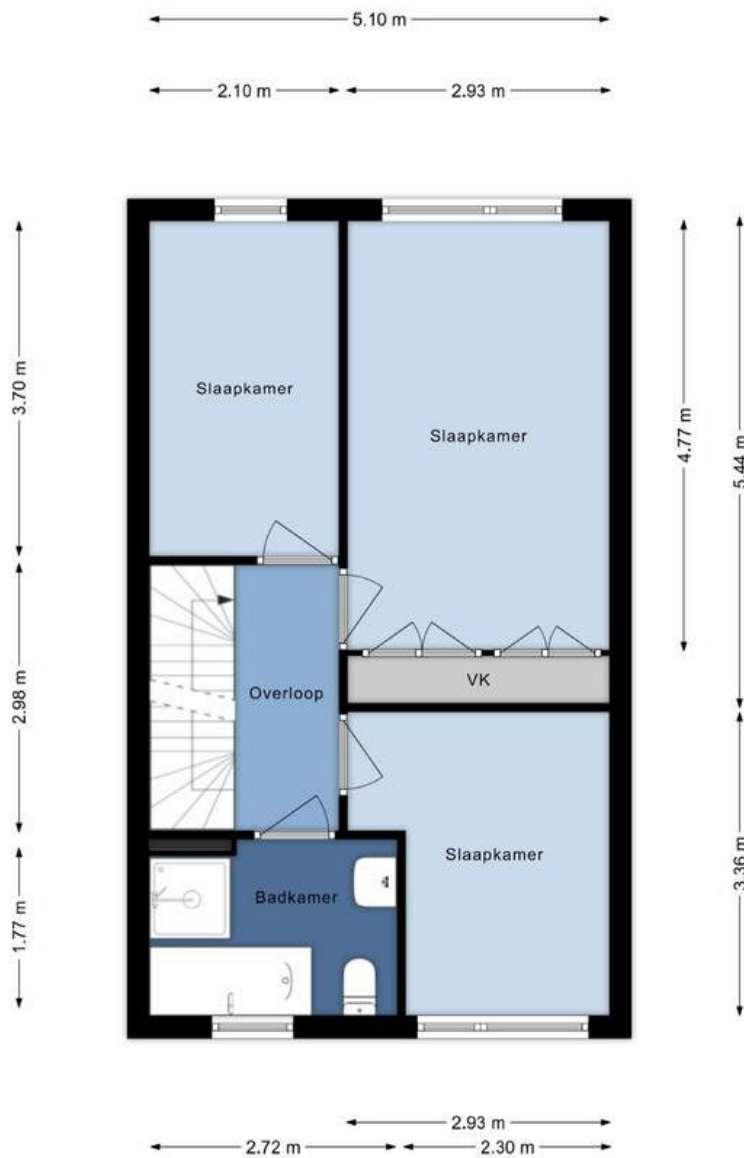 5.10 m
2.10 m
2.93 m
3.70 m
Slaapkamer
Slaapkamer
4.77 m
5.44 m
2.98 m
Overloop
VK
1.77 m
Badkamer
Slaapkamer
3.36 m
2.93 m
2.72 m
2.30 m